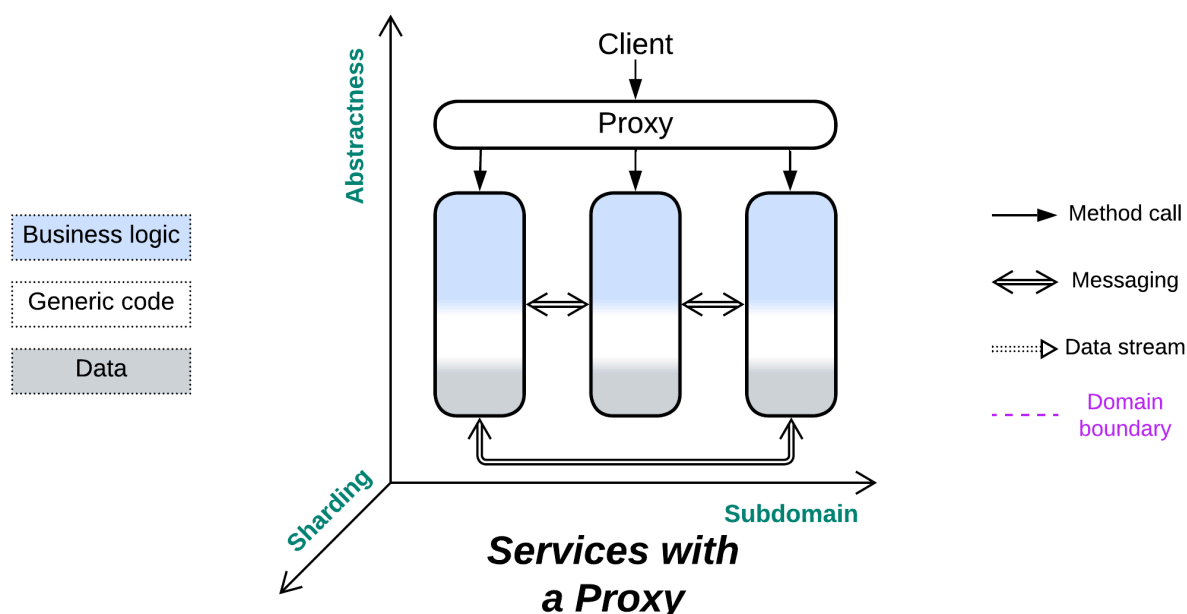 Abstractness
Client
Proxy
Business logic
Generic code
Data
Method call
Messaging
Data stream
Domain
boundary
Sharding
Subdomain
Services with
a Proxy